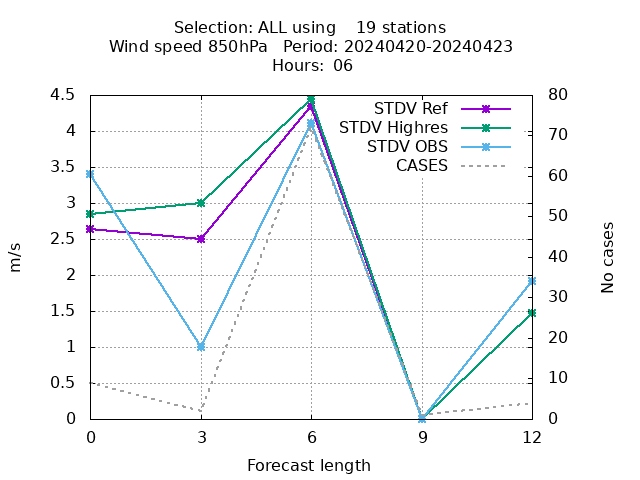 Selection: ALL using    19 stations
Wind speed 850hPa   Period: 20240420-20240423
Hours:  06
STDV Ref
STDV Highres
STDV OBS
CASES
4.5
4
3.5
3
2.5
2
1.5
1
0.5
0
80
70
60
50
40
30
20
10
0
m/s
No cases
0
3
6
9
12
Forecast length